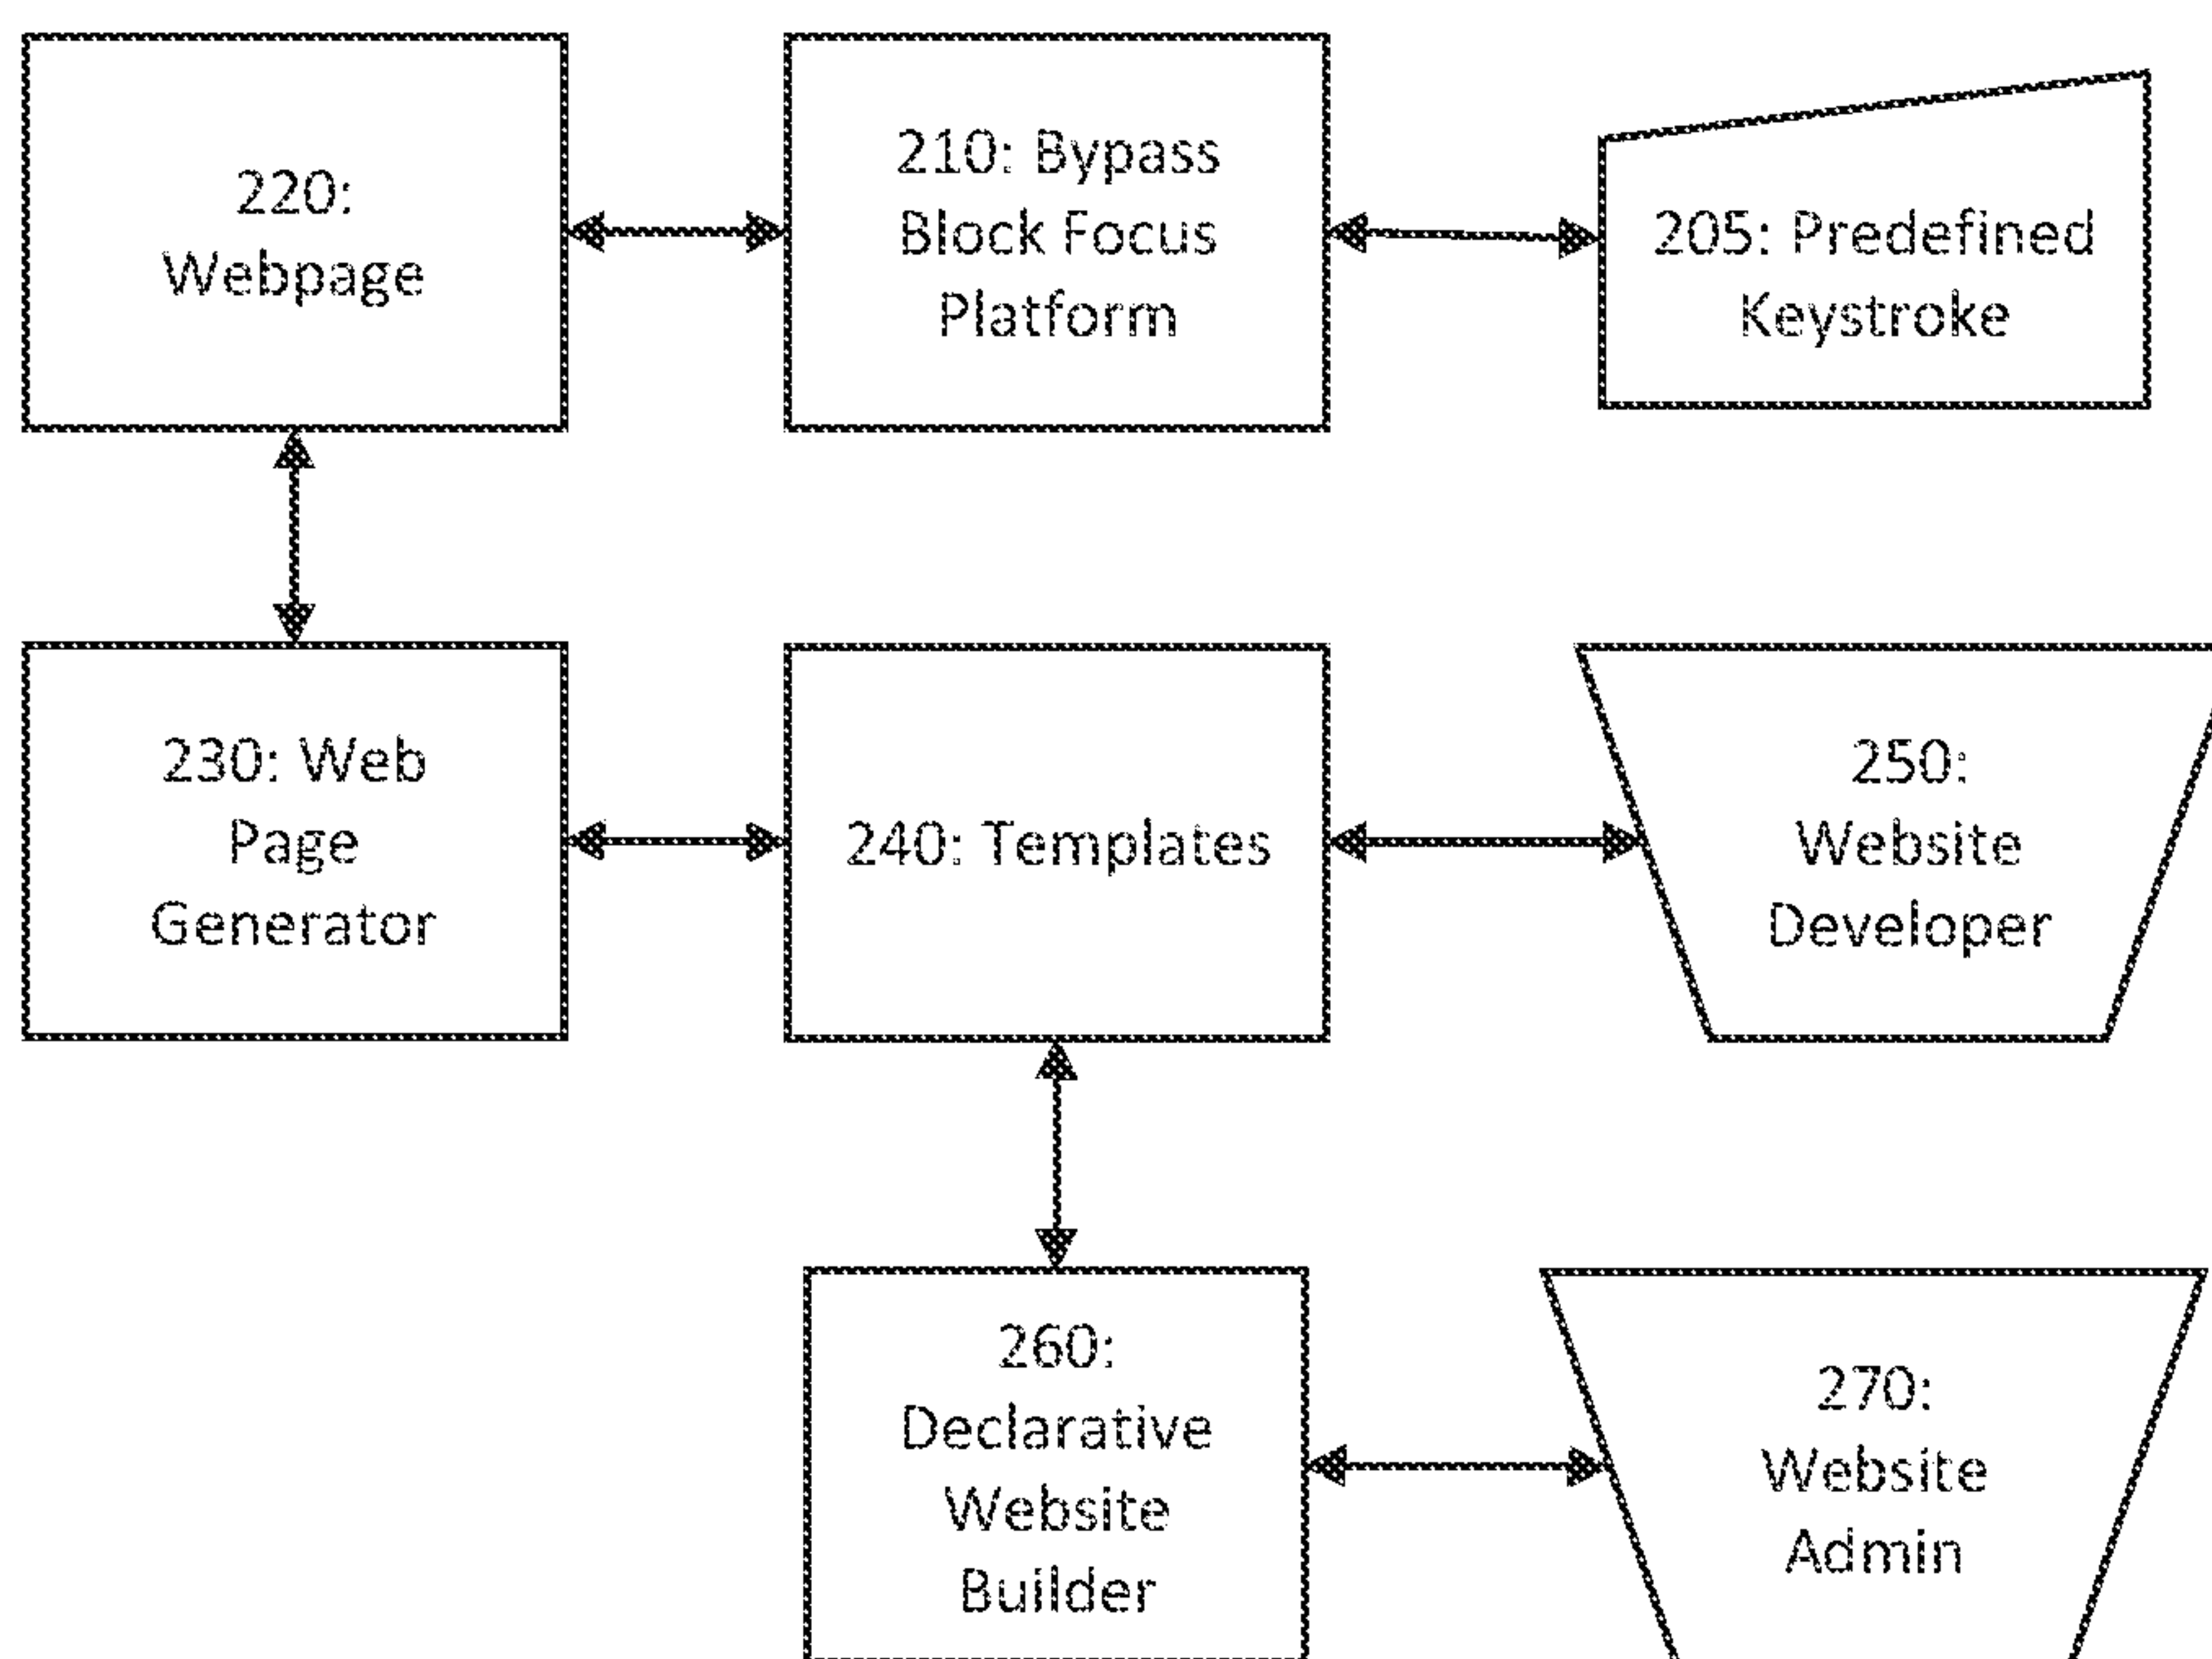 220:
Webpage
210: Bypass
Block Focus
Platform
205: Predefined
Keystroke
230: Web
Page
Generator
240: Templates
250:
Website
Developer
260:
Declarative
Website
Builder
270:
Website
Admin